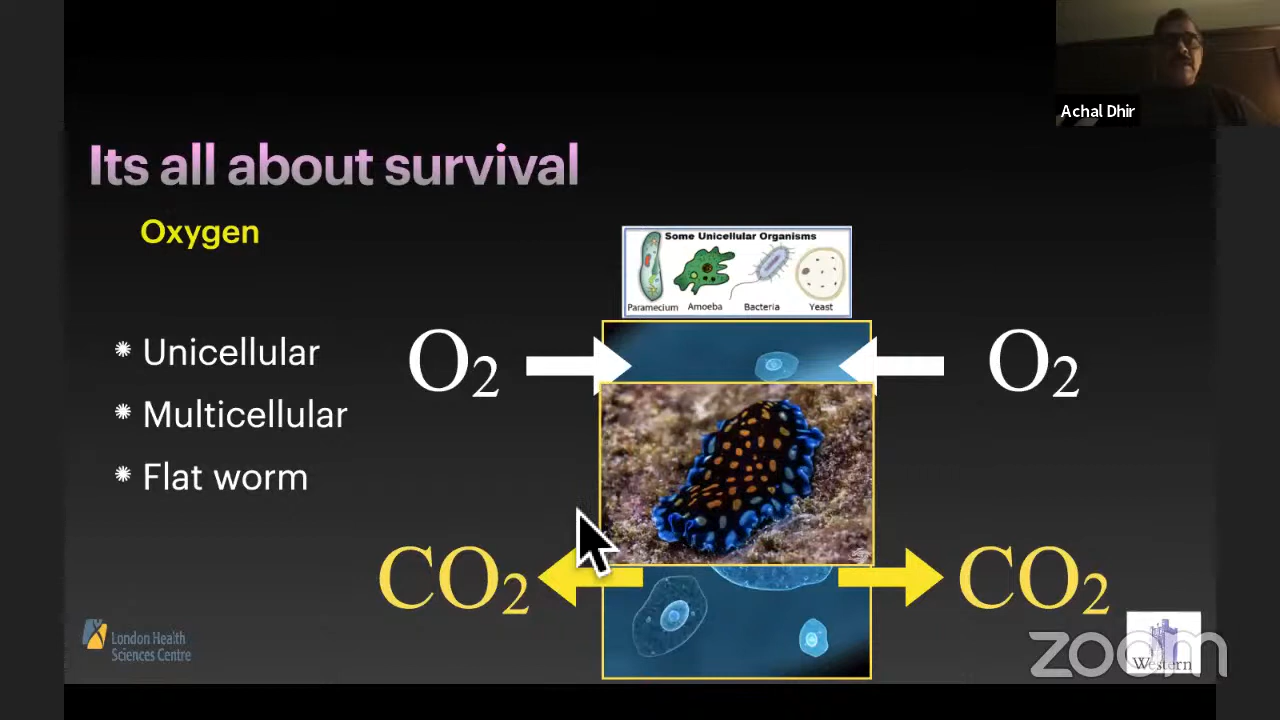 Achal Dhir
Its all about survival
Oxygen
Some Unicellular Organisms
Paramecium Amoeba Bacteria Yeast
Unicellular
Multicellular
Flat worm
O2 O2
CO2 CO2
London Health
Sciences Centre
Western
zoom